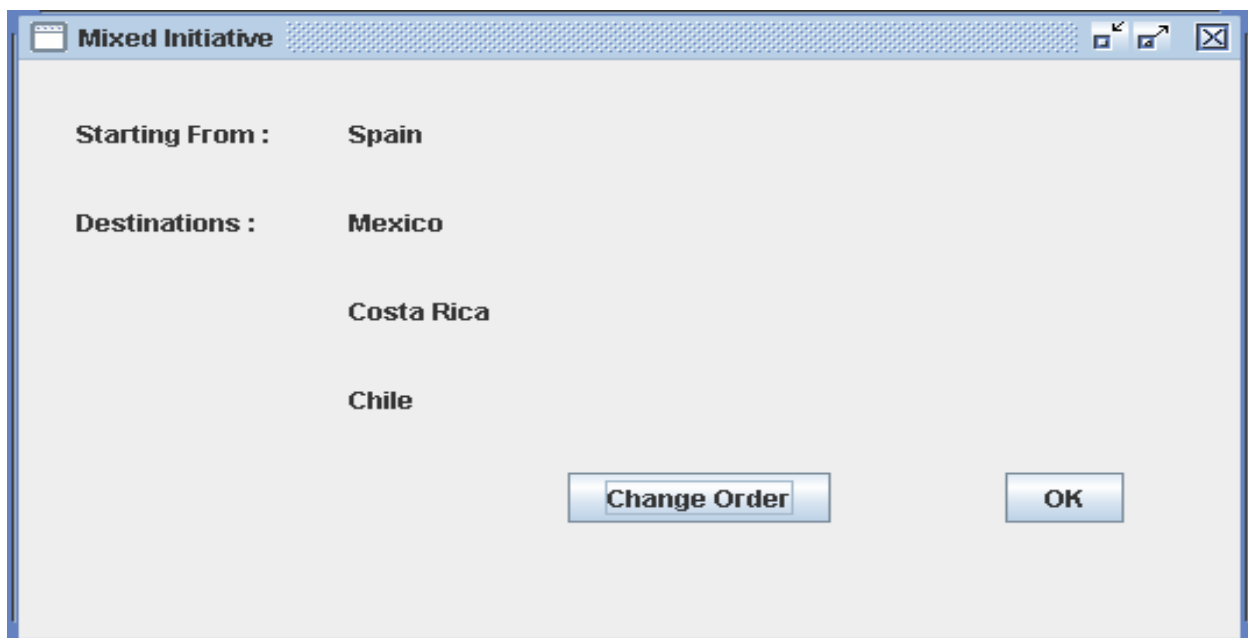 Mixed Initiative
Starting From : Spain
Destinations : Mexico
Costa Rica
Chile
Change Order OK